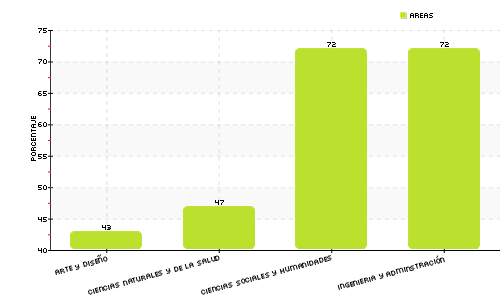 AREAS
PORCENTAJE
75
70
65
60
55
50
45
40
43
47
72
72
ARTE Y DISEÑO
CIENCIAS NATURALES Y DE LA SALUD
CIENCIAS SOCIALES Y HUMANIDADES
INGENIERIA Y ADMINSTRACIÓN